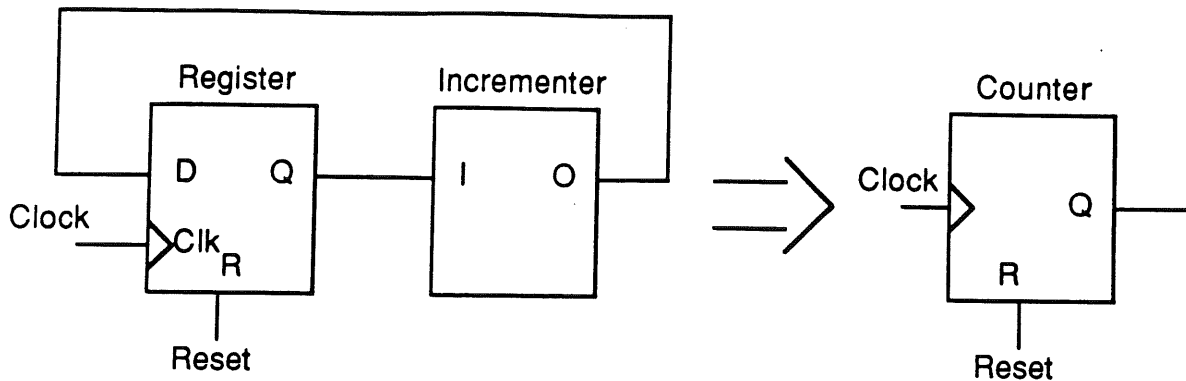 Register
Incrementer
Counter
D
Q
I
O
Clock
Q
Clock
Clk
R
R
Reset
Reset